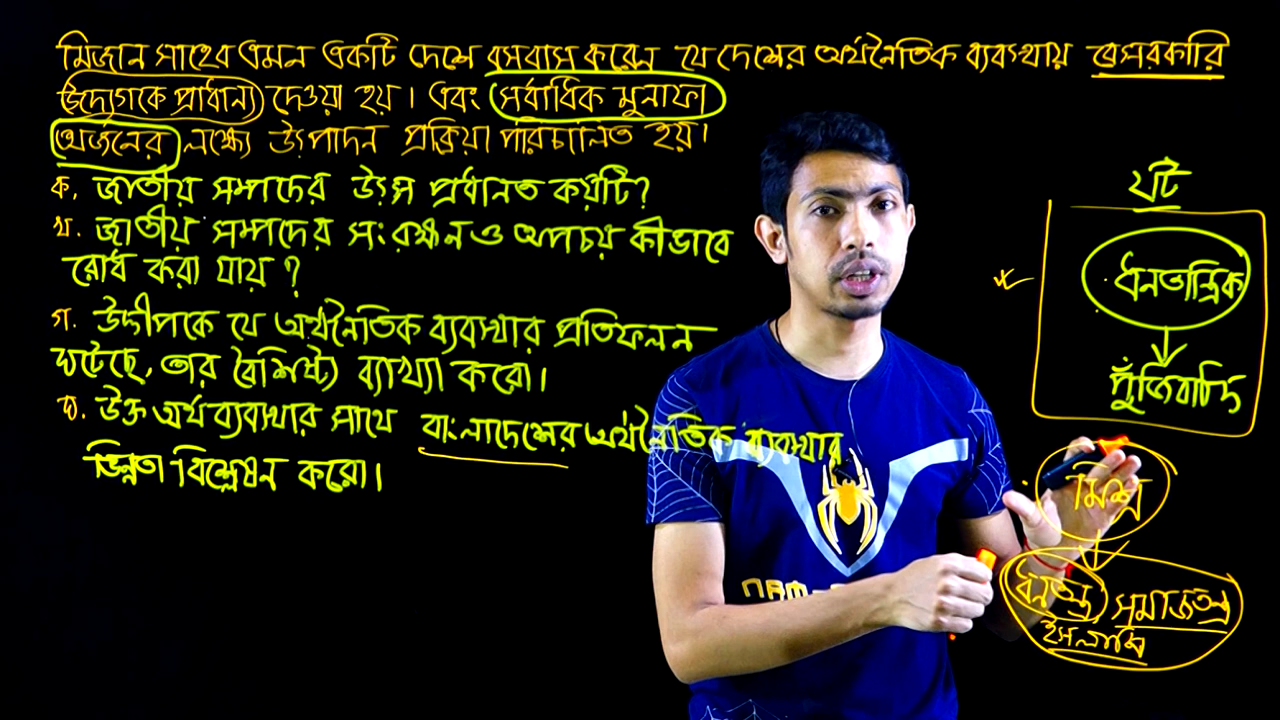 মিজান সাহেব এমন একটি দেশে বসবাস করেন যে দেশের অর্থনৈতিক ব্যবস্থায় বেসরকারি
উদ্যোগকে প্রাধান্য দেওয়া হয়। এবং সর্বাধিক মুনাফা
অর্জনের লক্ষ্যে উৎপাদন প্রক্রিয়া পরিচালিত হয়।
ক. জাতীয় সম্পদের উৎস প্রধানত কয়টি?
খ. জাতীয় সম্পদের সংরক্ষন ও অপচয় কীভাবে
রোধ করা যায় ?
গ. উদ্দীপকে যে অর্থনৈতিক ব্যবস্থার প্রতিফলন
ঘটেছে, তার বৈশিষ্ট্য ব্যাখ্যা করো।
ঘ. উক্ত অর্থব্যবস্থার সাথে বাংলাদেশের অর্থনৈতিক ব্যবস্থার
ভিন্নতা বিশ্লেষন করো।
৪টি
ধনতান্ত্রিক
পুঁজিবাদি
মিশ্র
ধনতন্ত্র সমাজতন্ত্র
ইসলামি